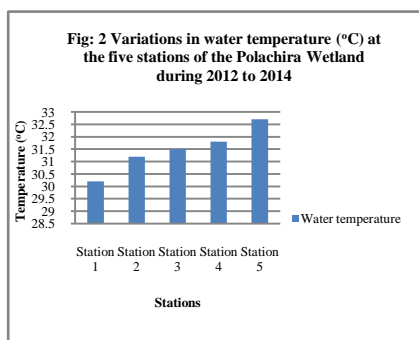 Fig: 2 Variations in water temperature (°C) at
the five stations of the Polachira Wetland
during 2012 to 2014
Temperature (°C)
33
32.5
32
31.5
31
30.5
30
29.5
29
28.5
Station 1
Station 2
Station 3
Station 4
Station 5
Water temperature
Stations